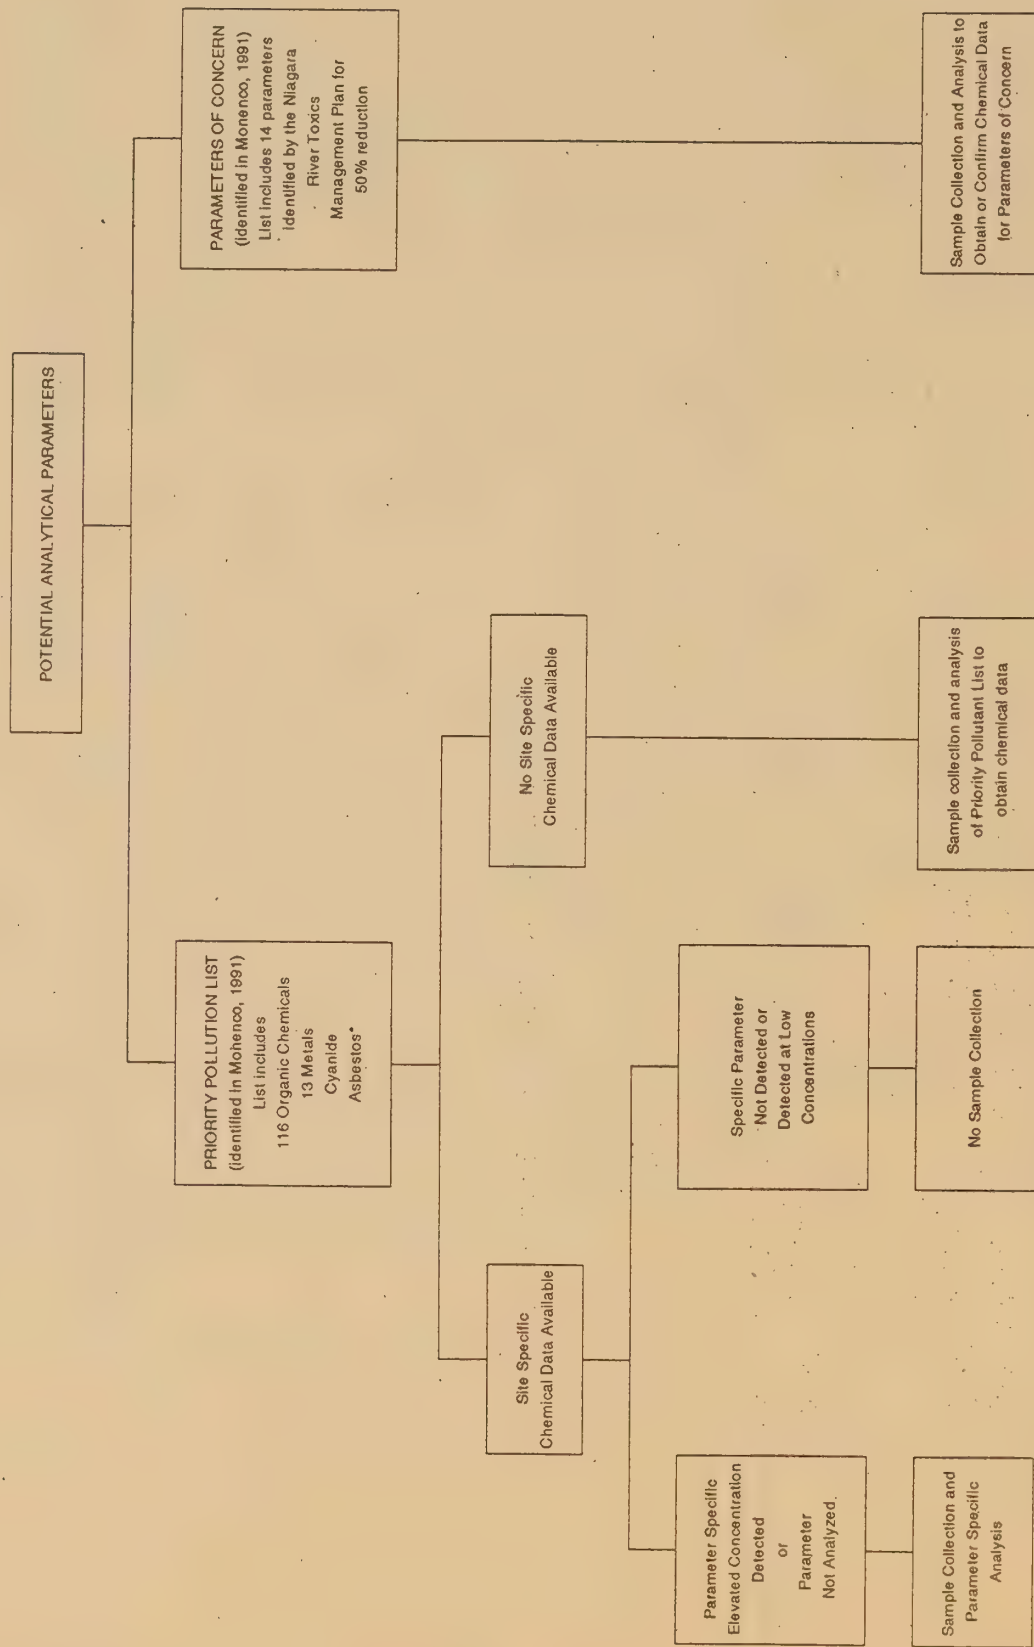 POTENTIAL ANALYTICAL PARAMETERS
PRIORITY POLLUTION LIST
(identified in Monenco, 1991)
List includes
116 Organic Chemicals
13 Metals
Cyanide
Asbestos*
PARAMETERS OF CONCERN
(identified in Monenco, 1991)
List includes 14 parameters
Identified by the Niagara
River Toxics
Management Plan for
50% reduction
Site Specific
Chemical Data Available
No Site Specific
Chemical Data Available
Parameter Specific
Elevated Concentration
Detected
or
Parameter
Not Analyzed.
Specific Parameter
Not Detected or
Detected at Low
Concentrations
Sample Collection and
Parameter Specific
Analysis
No Sample Collection
Sample collection and analysis
of Priority Pollutant List to
obtain chemical data
Sample Collection and Analysis to
Obtain or Confirm Chemical Data
for Parameters of Concern